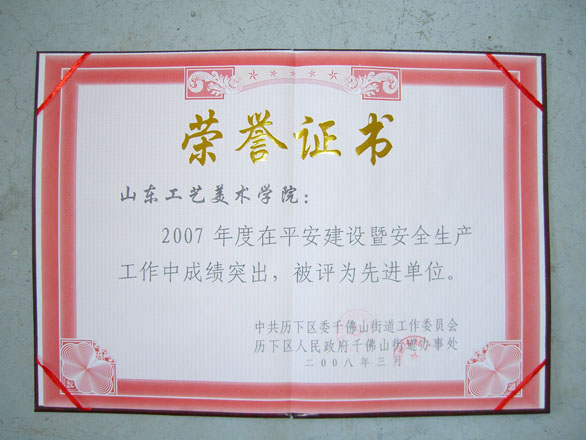 荣誉证书
山东工艺美术学院：
2007 年度在平安建设暨安全生产
工作中成绩突出，被评为先进单位。
中共历下区委千佛山街道工作委员会
历下区人民政府千佛山街道办事处
二〇〇八年三月